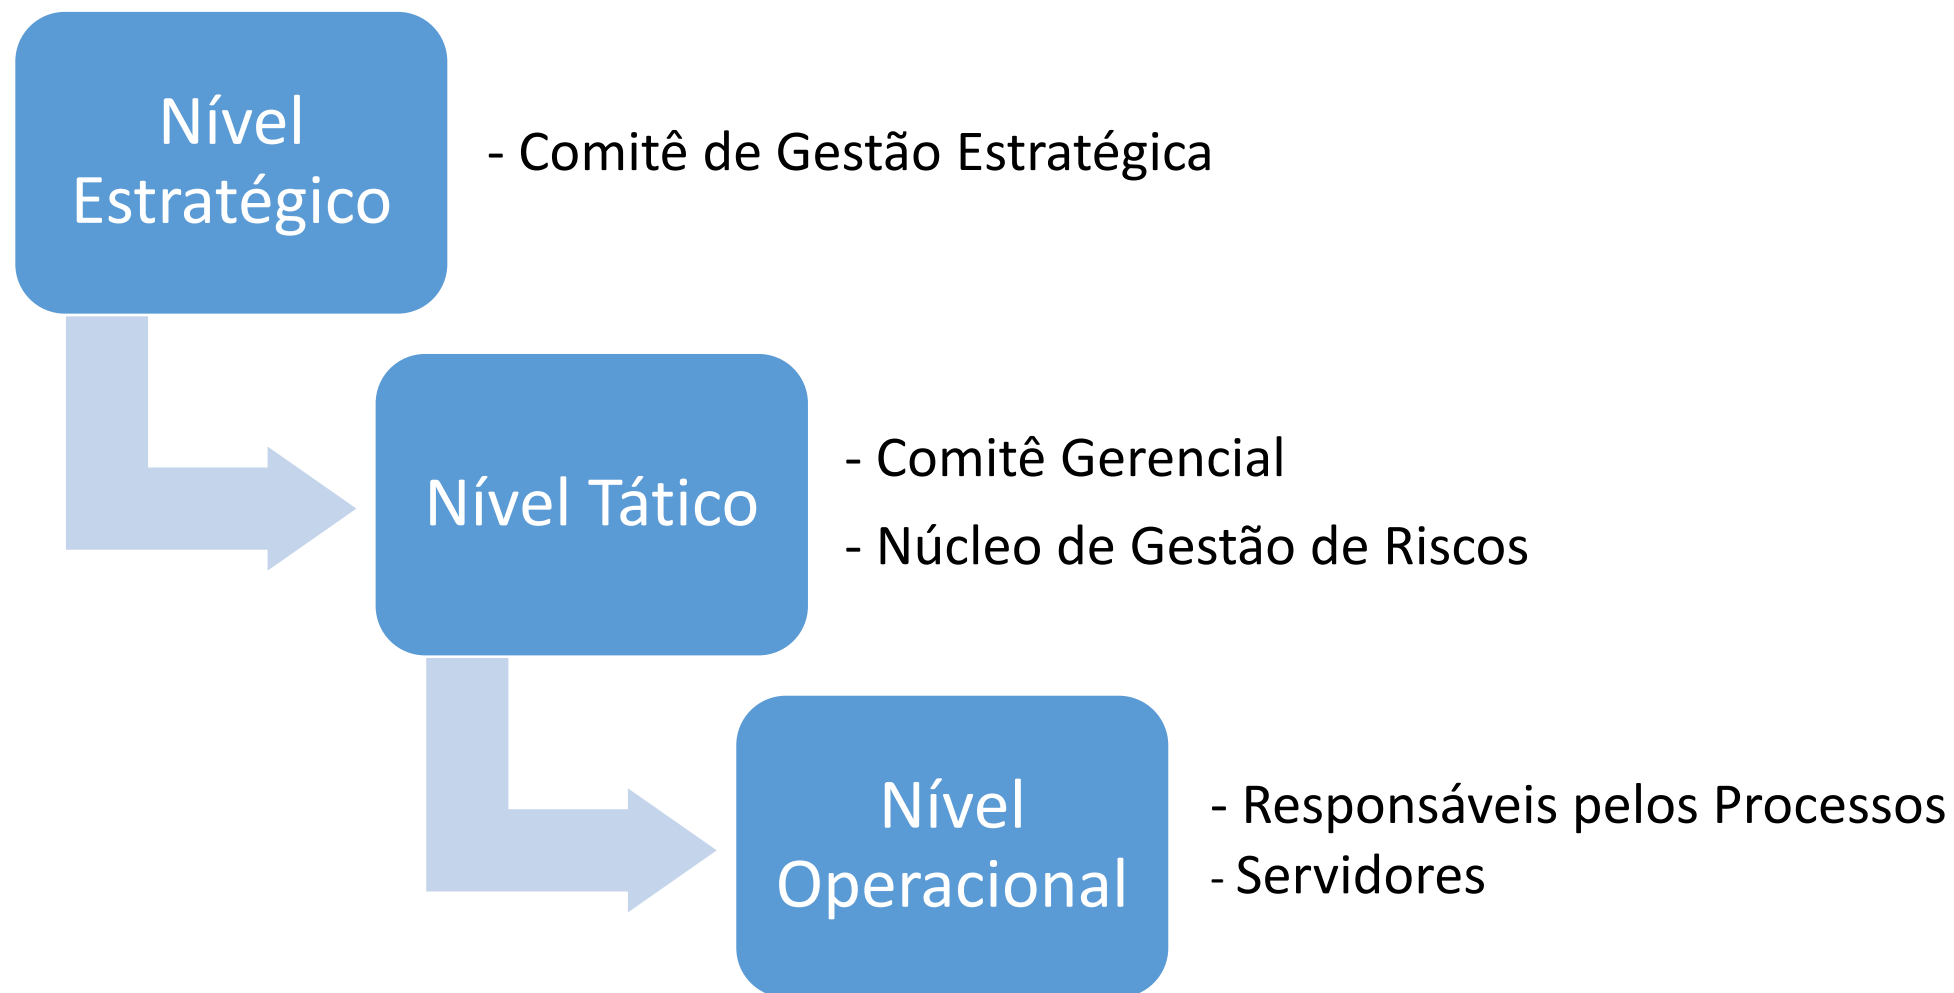 Nível
Estratégico
- Comitê de Gestão Estratégica
Nível Tático
- Comitê Gerencial
- Núcleo de Gestão de Riscos
Nível
Operacional
- Responsáveis pelos Processos
- Servidores